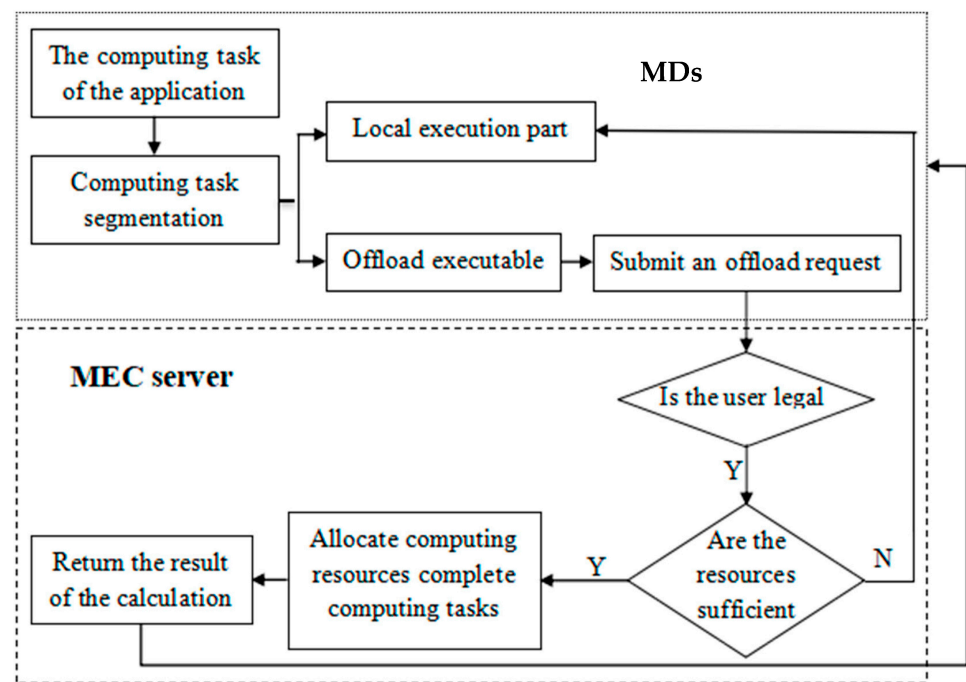 The computing task
of the application
MDs
Local execution part
Computing task
segmentation
Offload executable
Submit an offload request
MEC server
Is the user legal
Y
Are the
resources
sufficient
N
Y
Allocate computing
resources complete
computing tasks
Return the result
of the calculation